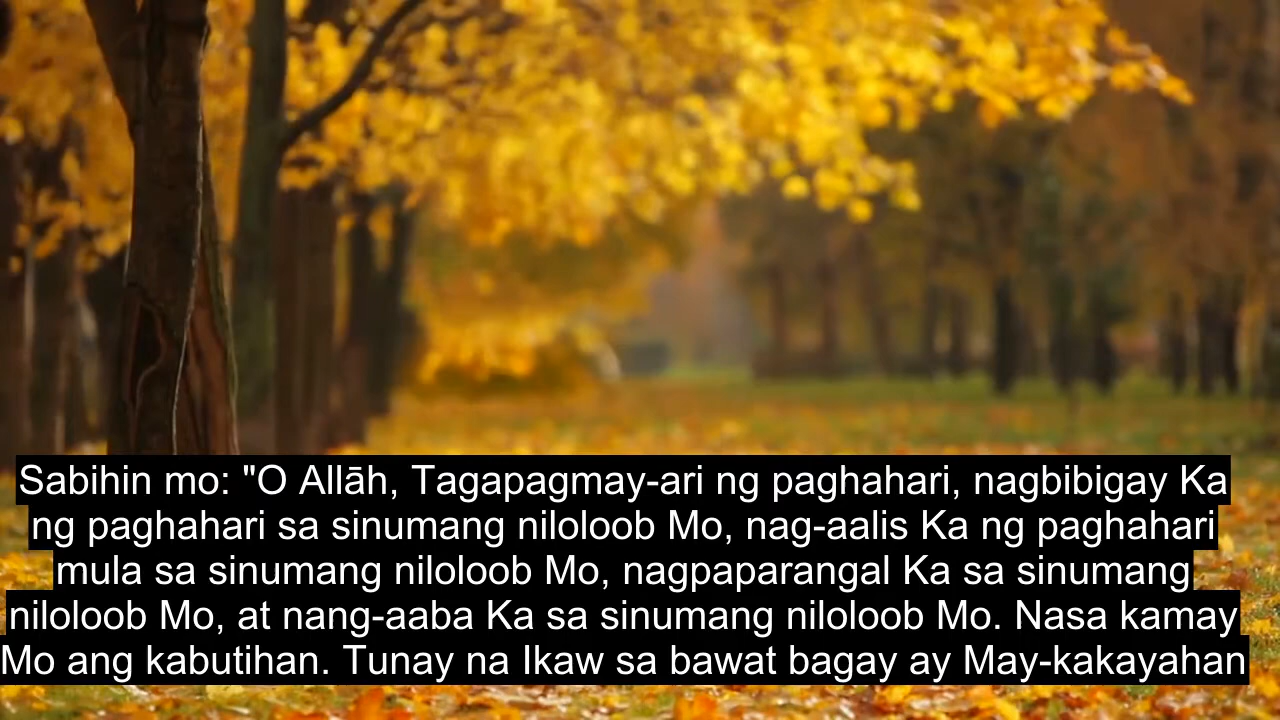 Sabihin mo: "O Allāh, Tagapagmay-ari ng paghahari, nagbibigay Ka
ng paghahari sa sinumang niloloob Mo, nag-aalis Ka ng paghahari
mula sa sinumang niloloob Mo, nagpaparangal Ka sa sinumang
niloloob Mo, at nang-aaba Ka sa sinumang niloloob Mo. Nasa kamay
Mo ang kabutihan. Tunay na Ikaw sa bawat bagay ay May-kakayahan